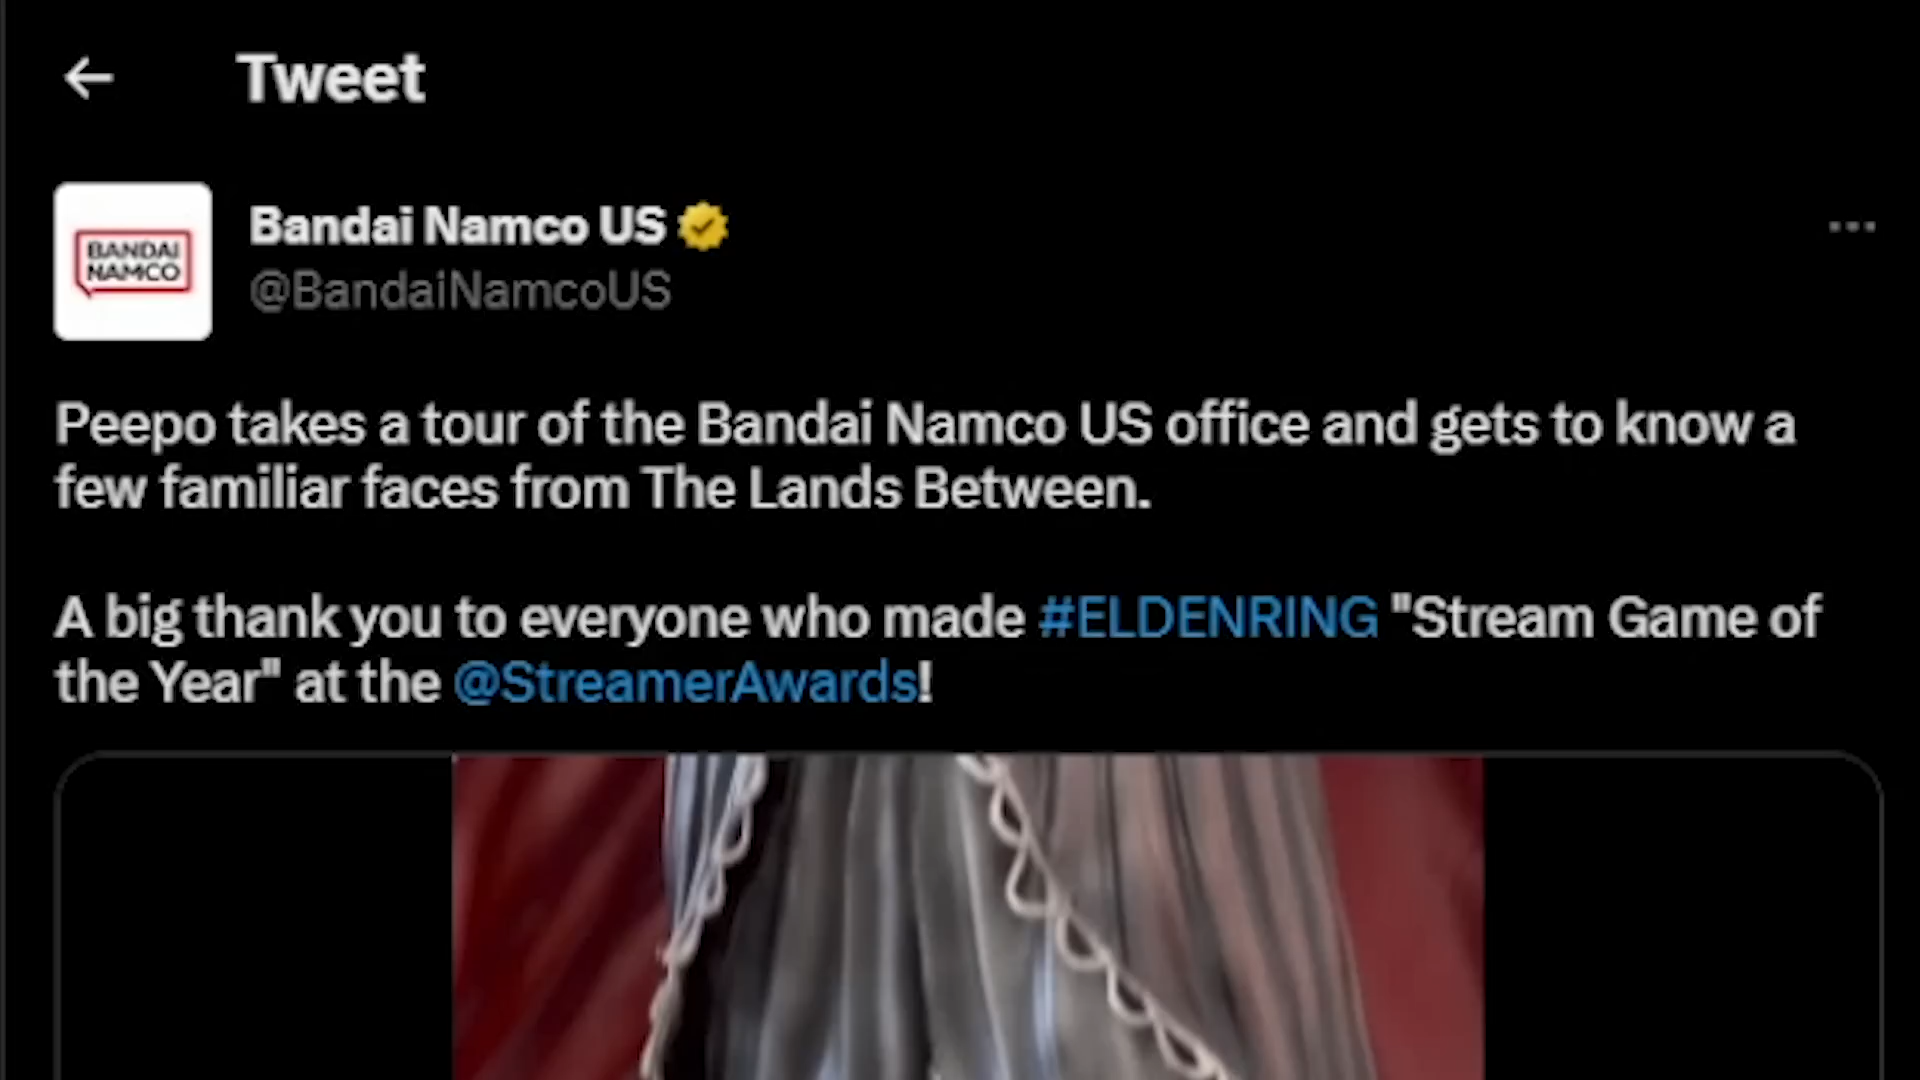 Tweet
BANDAI
NAMCO
Bandai Namco US
@BandaiNamcoUS
Peepo takes a tour of the Bandai Namco US office and gets to know a
few familiar faces from The Lands Between.
A big thank you to everyone who made #ELDENRING "Stream Game of
the Year" at the @StreamerAwards!